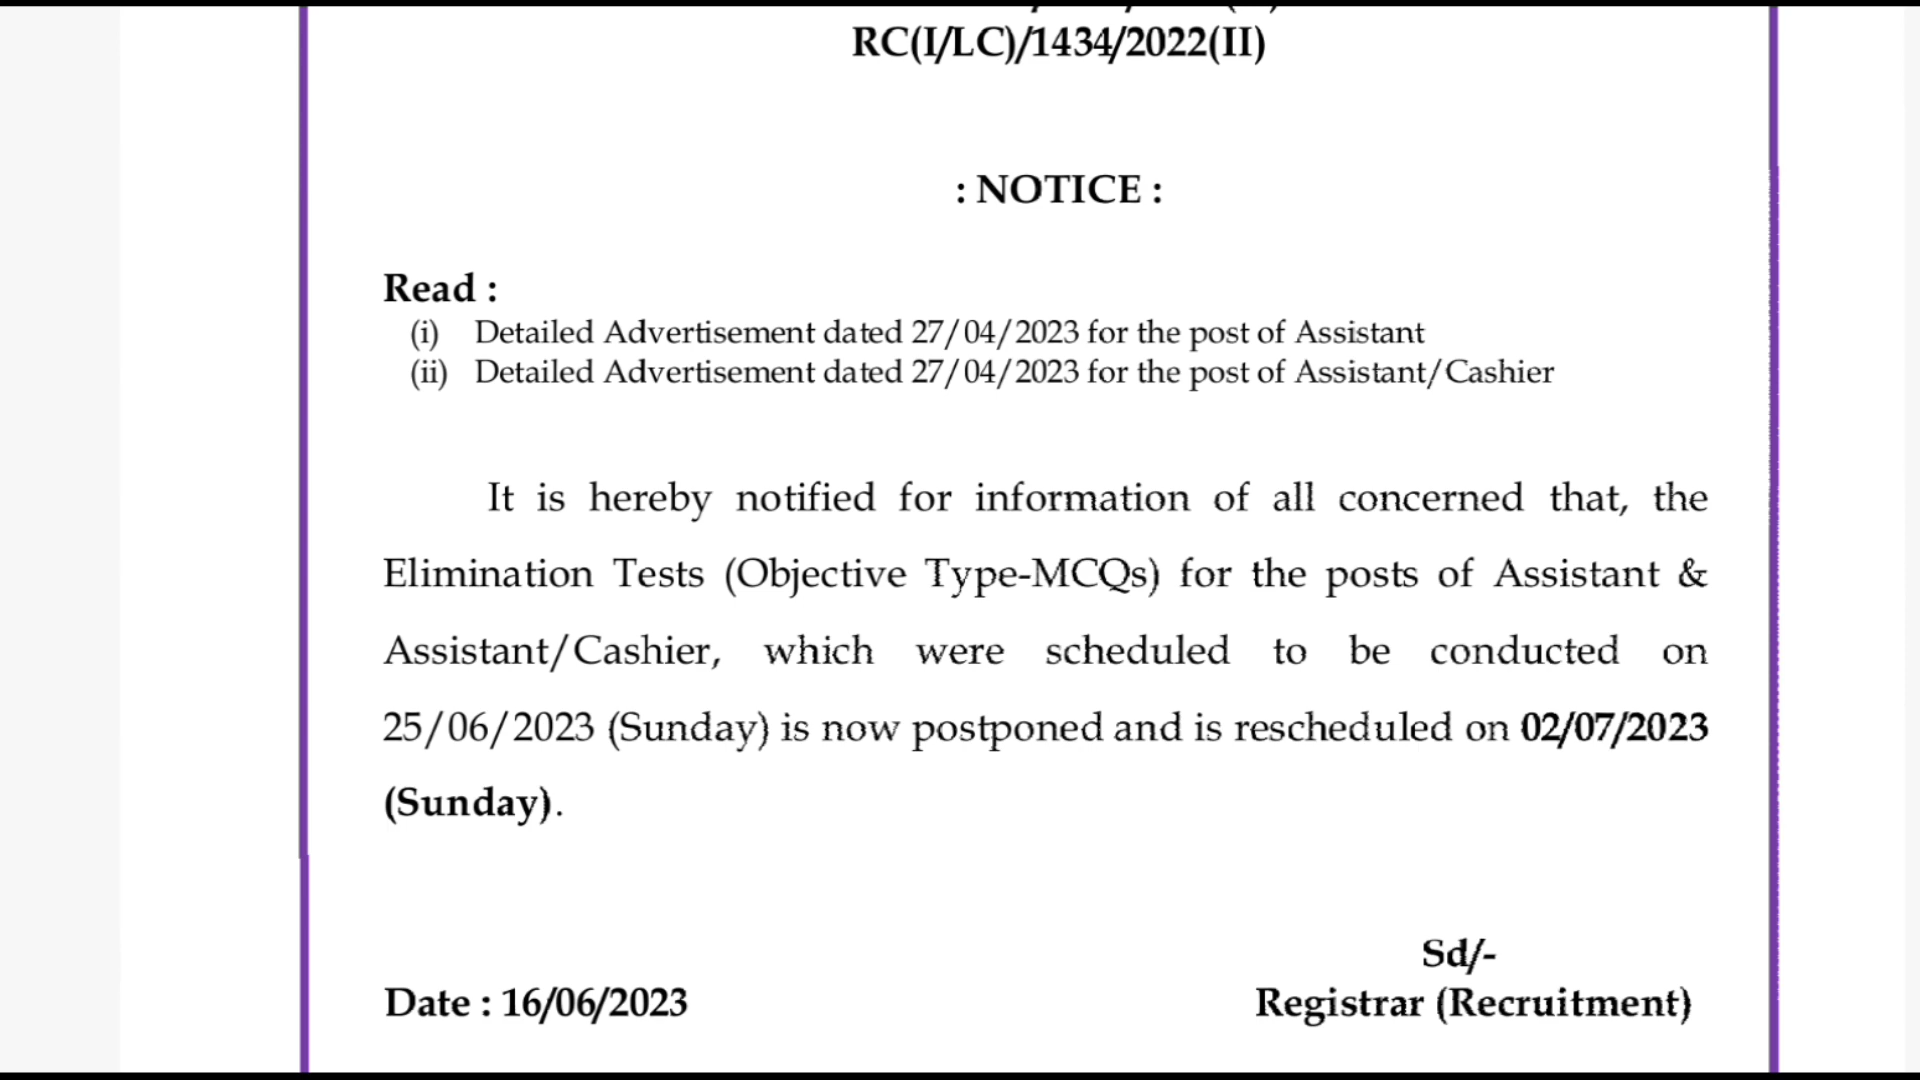 RC(I/LC)/1434/2022(II)
: NOTICE :
Read :
(i) Detailed Advertisement dated 27/04/2023 for the post of Assistant
(ii) Detailed Advertisement dated 27/04/2023 for the post of Assistant/Cashier
It is hereby notified for information of all concerned that, the
Elimination Tests (Objective Type-MCQs) for the posts of Assistant &
Assistant/Cashier, which were scheduled to be conducted on
25/06/2023 (Sunday) is now postponed and is rescheduled on 02/07/2023
(Sunday).
Sd/-
Date : 16/06/2023 Registrar (Recruitment)